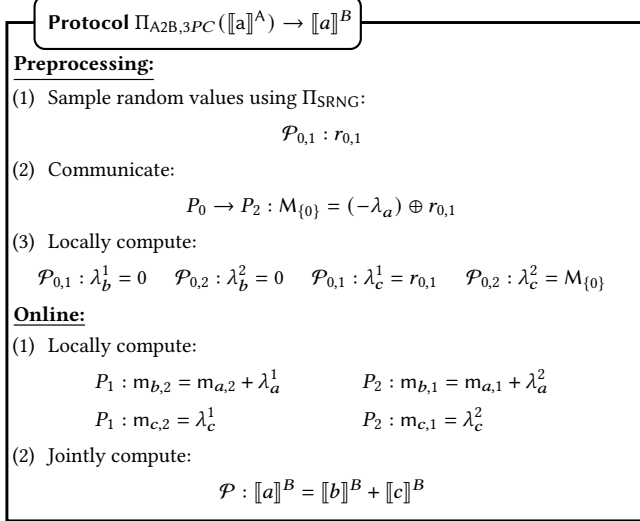 Protocol Π_{A2B,3PC}(⟦a⟧^A) → ⟦a⟧^B
Preprocessing:
(1) Sample random values using Π_{SRNG}:
𝒫_{0,1} : r_{0,1}
(2) Communicate:
P_0 → P_2 : M_{{0}} = (−λ_a) ⊕ r_{0,1}
(3) Locally compute:
𝒫_{0,1} : λ_b^1 = 0 𝒫_{0,2} : λ_b^2 = 0 𝒫_{0,1} : λ_c^1 = r_{0,1} 𝒫_{0,2} : λ_c^2 = M_{{0}}
Online:
(1) Locally compute:
P_1 : m_{b,2} = m_{a,2} + λ_a^1 P_2 : m_{b,1} = m_{a,1} + λ_a^2
P_1 : m_{c,2} = λ_c^1 P_2 : m_{c,1} = λ_c^2
(2) Jointly compute:
𝒫 : ⟦a⟧^B = ⟦b⟧^B + ⟦c⟧^B